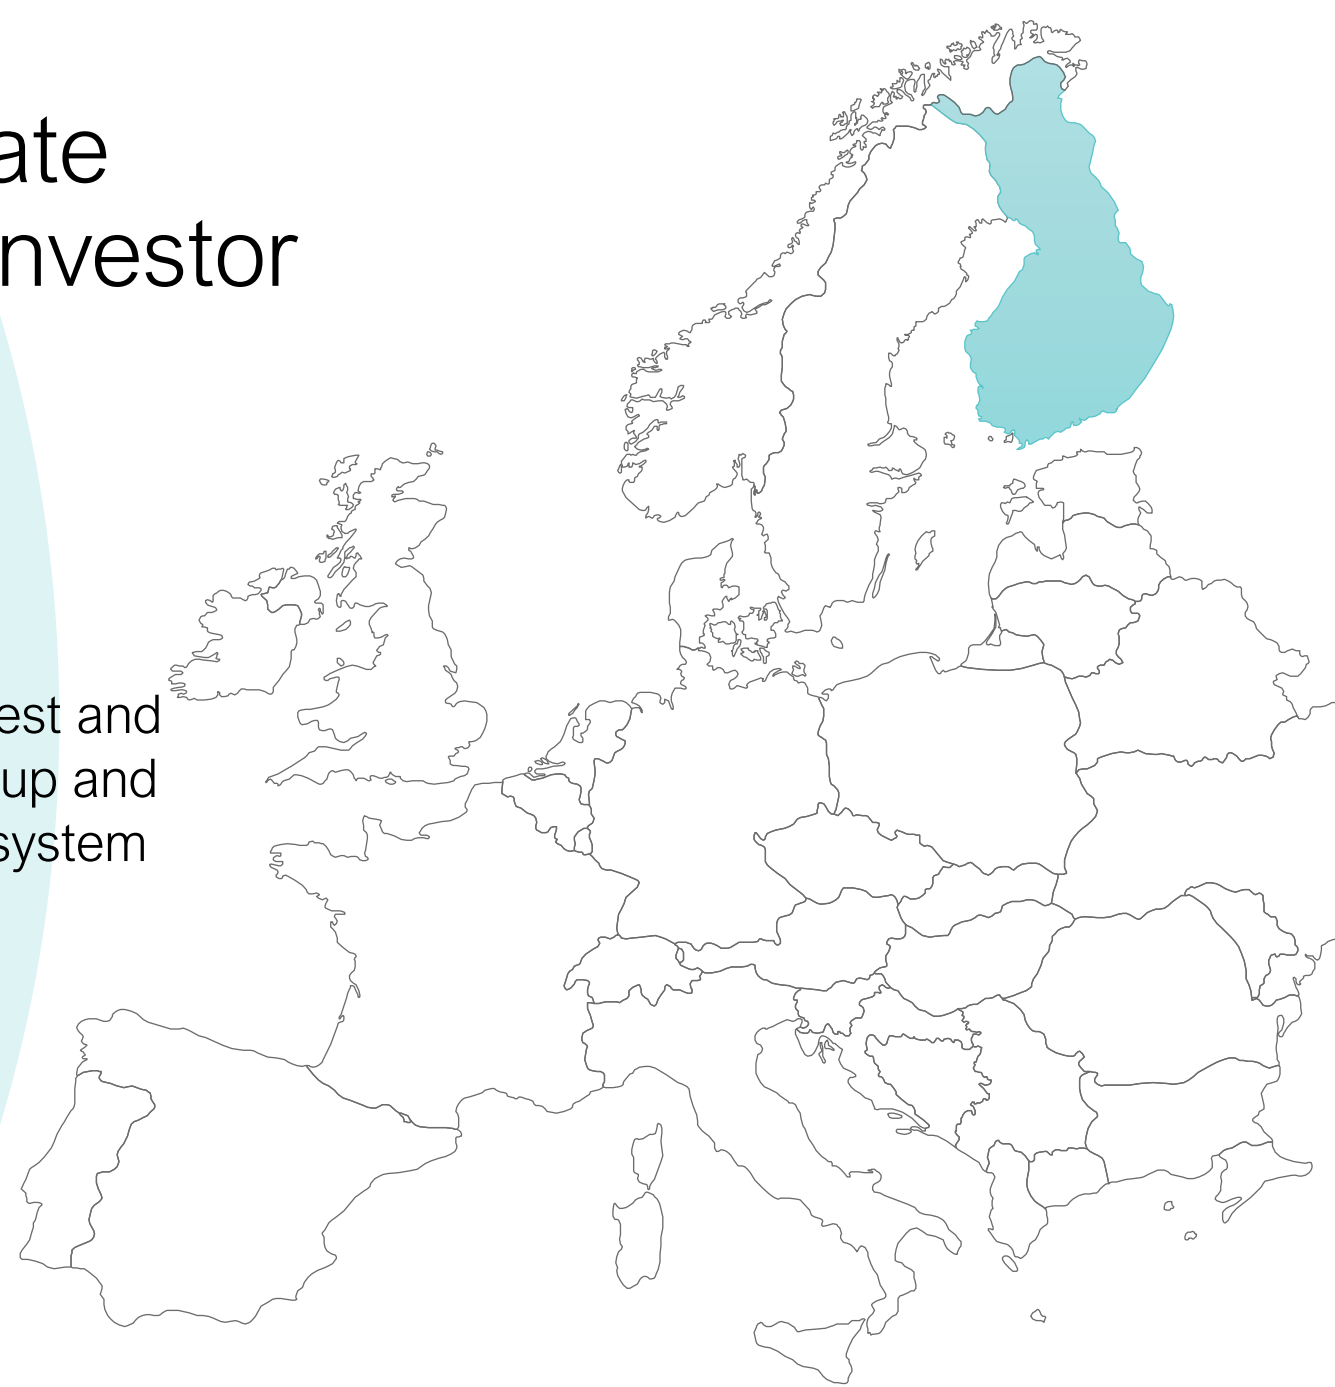 ate
nvestor
est and
up and
system